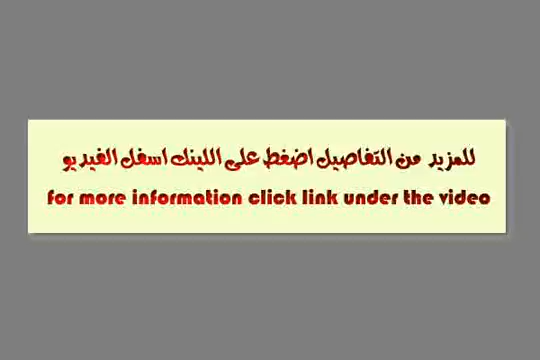 للمزيد من التفاصيل اضغط على اللينك اسفل الفيديو
for more information click link under the video